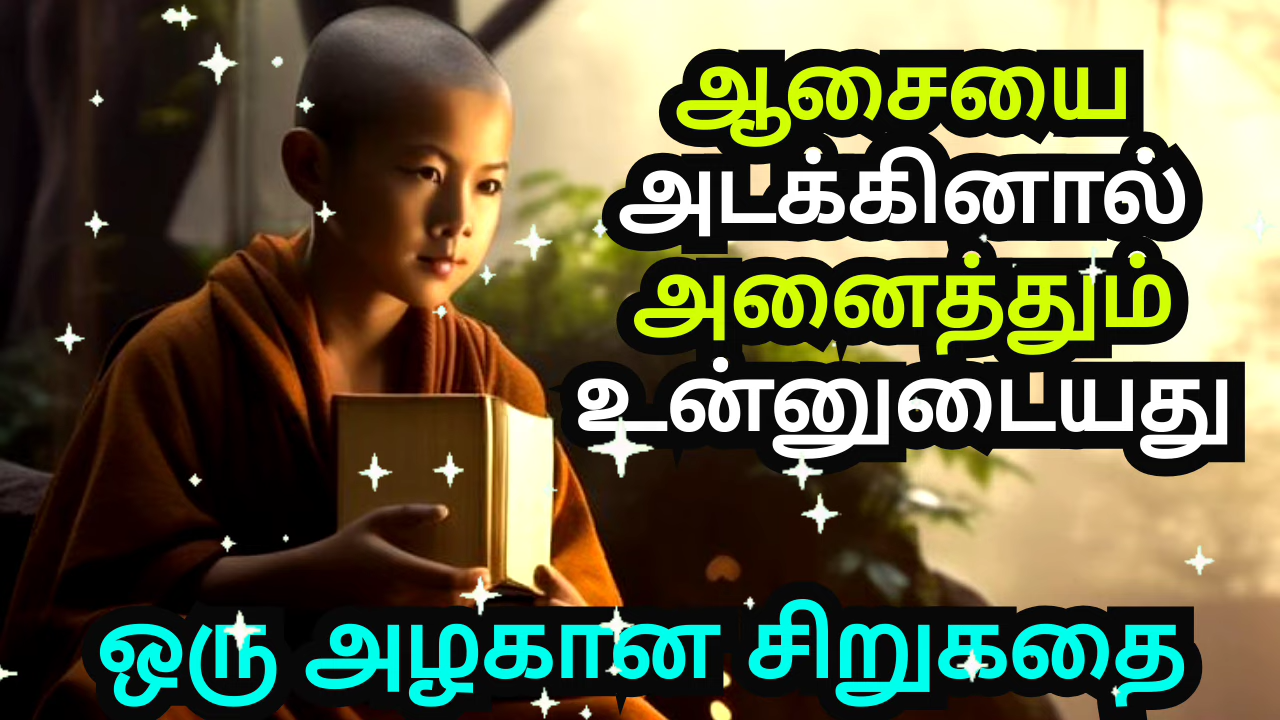 ஆசையை
அடக்கினால்
அனைத்தும்
உன்னுடையது
ஒரு அழகான சிறுகதை